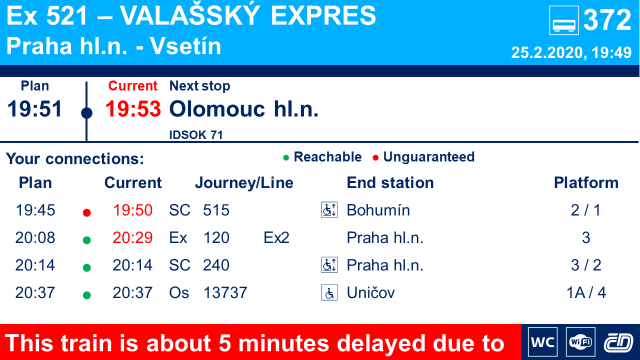 Ex 521 – VALAŠSKÝ EXPRES
372
Praha hl.n. - Vsetín
25.2.2020, 19:49
Plan Current Next stop
19:51 19:53 Olomouc hl.n.
IDSOK 71
Your connections: Reachable Unguaranteed
Plan Current Journey/Line End station Platform
19:45 19:50 SC 515 Bohumín 2 / 1
20:08 20:29 Ex 120 Ex2 Praha hl.n. 3
20:14 20:14 SC 240 Praha hl.n. 3 / 2
20:37 20:37 Os 13737 Uničov 1A / 4
This train is about 5 minutes delayed due to WC WiFi ČD